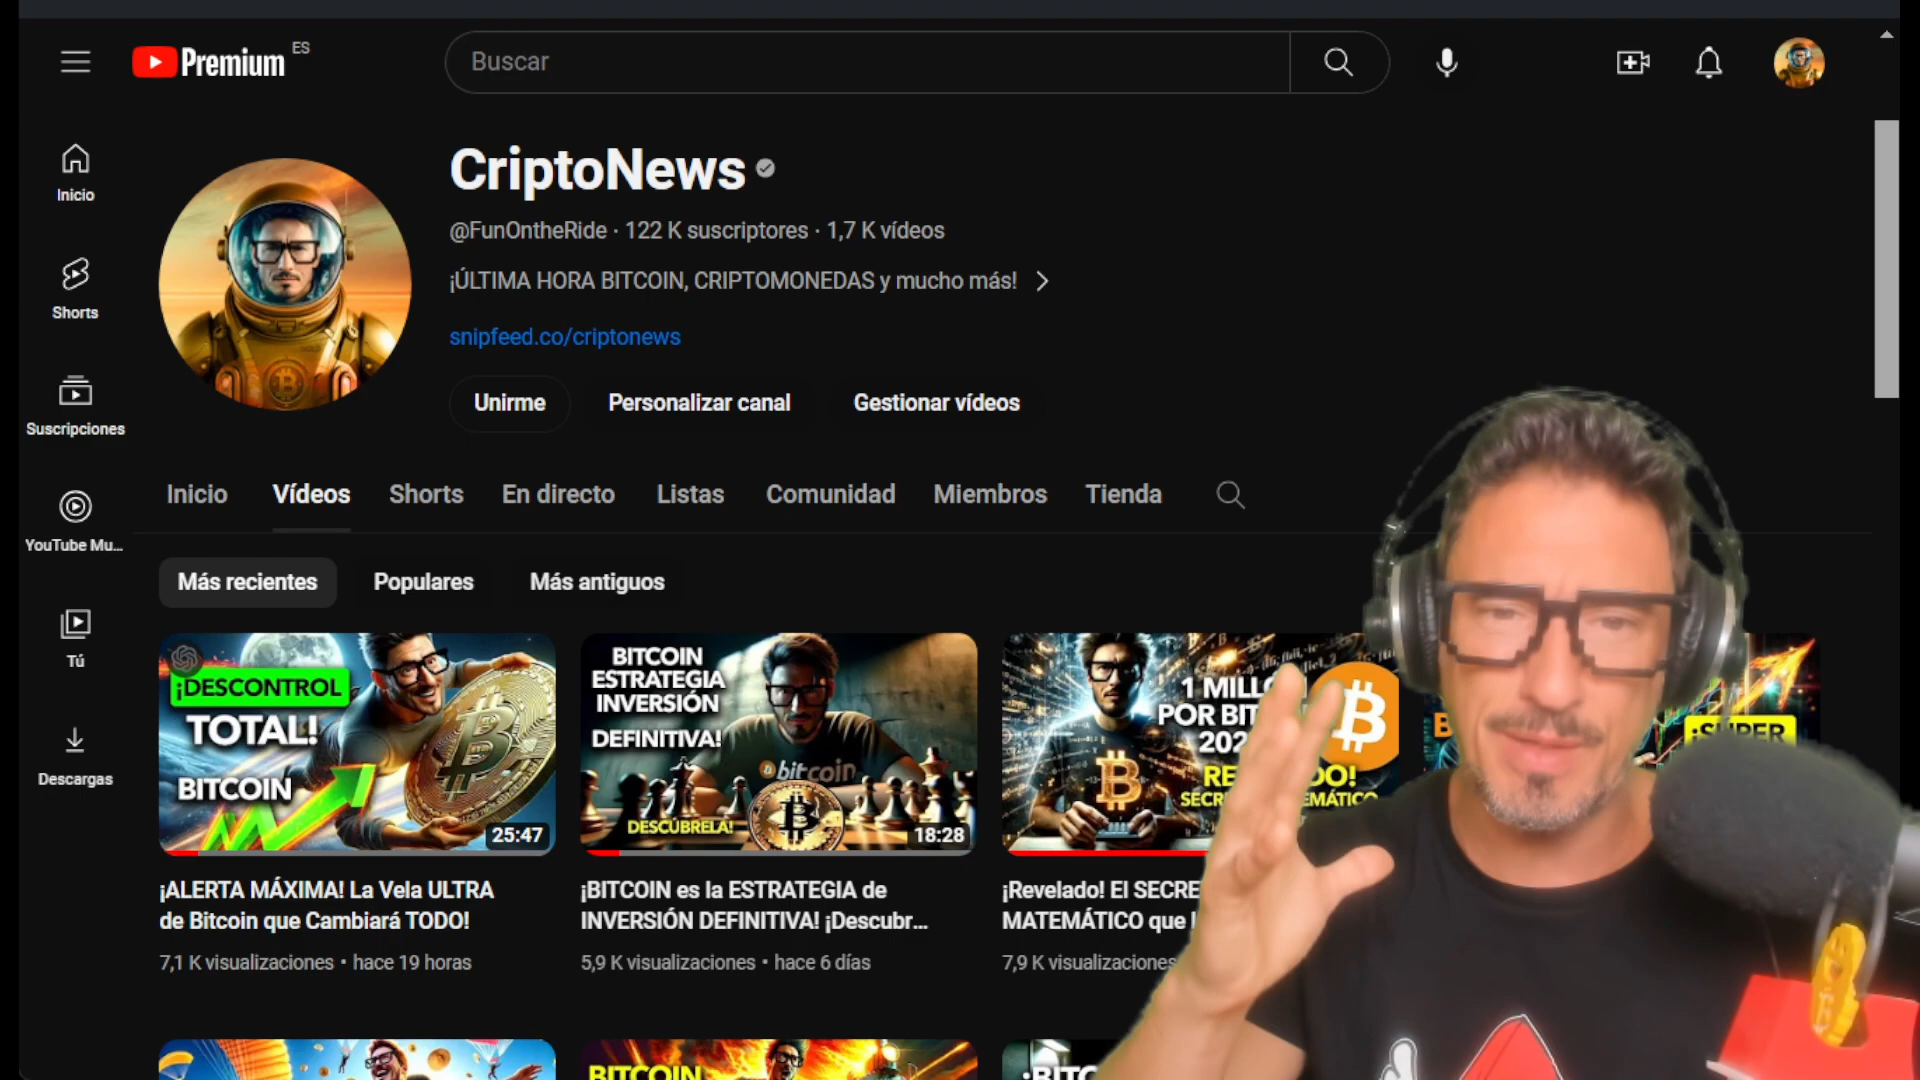 Premium ES
Buscar
Inicio
Shorts
Suscripciones
YouTube Mu...
Tú
Descargas
CriptoNews
@FunOntheRide · 122 K suscriptores · 1,7 K vídeos
¡ÚLTIMA HORA BITCOIN, CRIPTOMONEDAS y mucho más!
snipfeed.co/criptonews
Unirme Personalizar canal Gestionar vídeos
Inicio Vídeos Shorts En directo Listas Comunidad Miembros Tienda
Más recientes Populares Más antiguos
¡DESCONTROL
TOTAL!
BITCOIN
25:47
¡ALERTA MÁXIMA! La Vela ULTRA
de Bitcoin que Cambiará TODO!
7,1 K visualizaciones • hace 19 horas
BITCOIN
ESTRATEGIA
INVERSIÓN
DEFINITIVA!
bitcoin
DESCÚBRELA!
18:28
¡BITCOIN es la ESTRATEGIA de
INVERSIÓN DEFINITIVA! ¡Descubr...
5,9 K visualizaciones • hace 6 días
1
POR
¡Revelado! El
MATEMÁTICO que
7,9 K visualizaciones
¡SUPER
BITCOIN